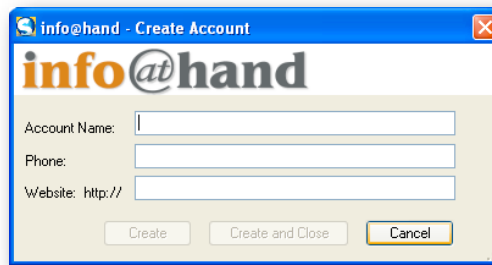 info@hand - Create Account
info@hand
Account Name:
Phone:
Website: http://
Create Create and Close Cancel